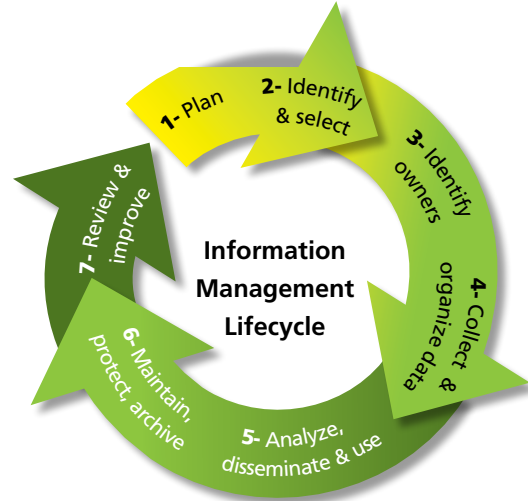 1- Plan
2- Identify
& select
3- Identify
owners
4- Collect &
organize data
5- Analyze,
disseminate & use
6- Maintain,
protect, archive
7- Review &
improve
Information
Management
Lifecycle